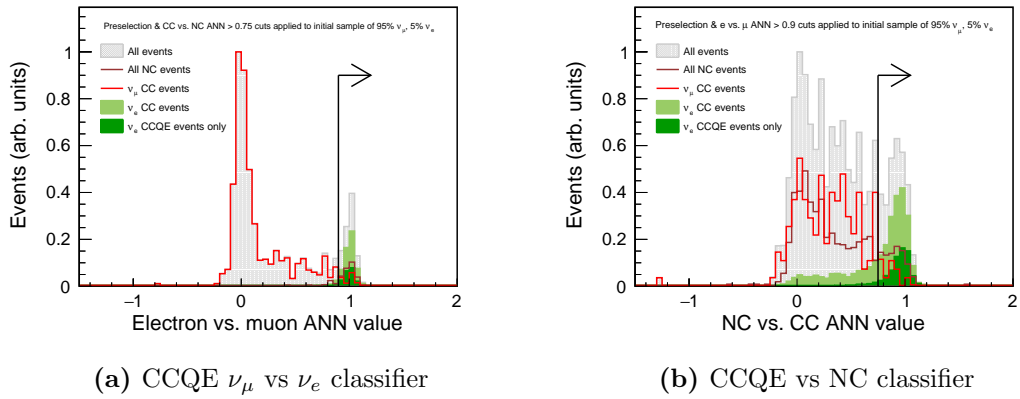 Preselection & CC vs. NC ANN > 0.75 cuts applied to initial sample of 95% νμ, 5% νe
All events
All NC events
νμ CC events
νe CC events
νe CCQE events only
Events (arb. units)
1
0.8
0.6
0.4
0.2
0
−1 0 1 2
Electron vs. muon ANN value
(a) CCQE νμ vs νe classifier
Preselection & e vs. μ ANN > 0.9 cuts applied to initial sample of 95% νμ, 5% νe
All events
All NC events
νμ CC events
νe CC events
νe CCQE events only
Events (arb. units)
1
0.8
0.6
0.4
0.2
0
−1 0 1 2
NC vs. CC ANN value
(b) CCQE vs NC classifier